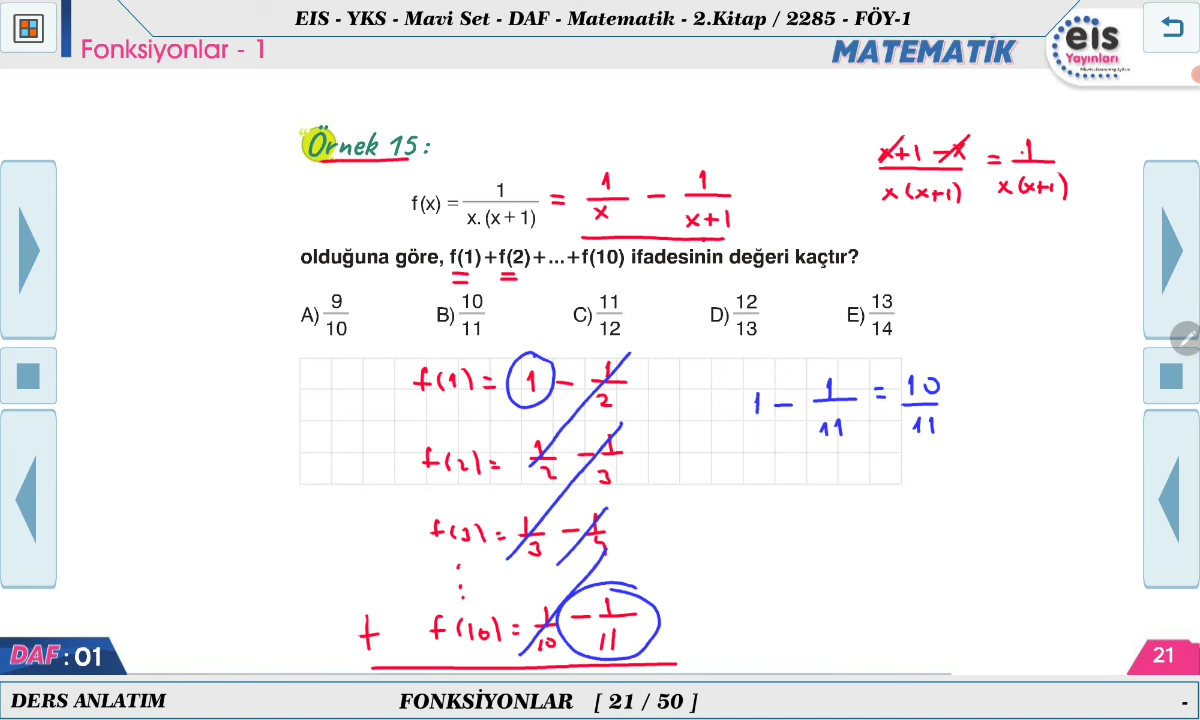 EIS - YKS - Mavi Set - DAF - Matematik - 2.Kitap / 2285 - FÖY-1
Fonksiyonlar - 1
MATEMATİK
eis
Yayınları
Örnek 15 :
x+1 - x / x(x+1) = 1 / x(x+1)
f(x) = 1 / x.(x+1) = 1/x - 1/x+1
olduğuna göre, f(1)+f(2)+...+f(10) ifadesinin değeri kaçtır?
A) 9/10 B) 10/11 C) 11/12 D) 12/13 E) 13/14
f(1) = 1 - 1/2
1 - 1/11 = 10/11
f(2) = 1/2 - 1/3
f(3) = 1/3 - 1/4
⋮
+ f(10) = 1/10 - 1/11
DAF : 01
21
DERS ANLATIM
FONKSİYONLAR [ 21 / 50 ]
-